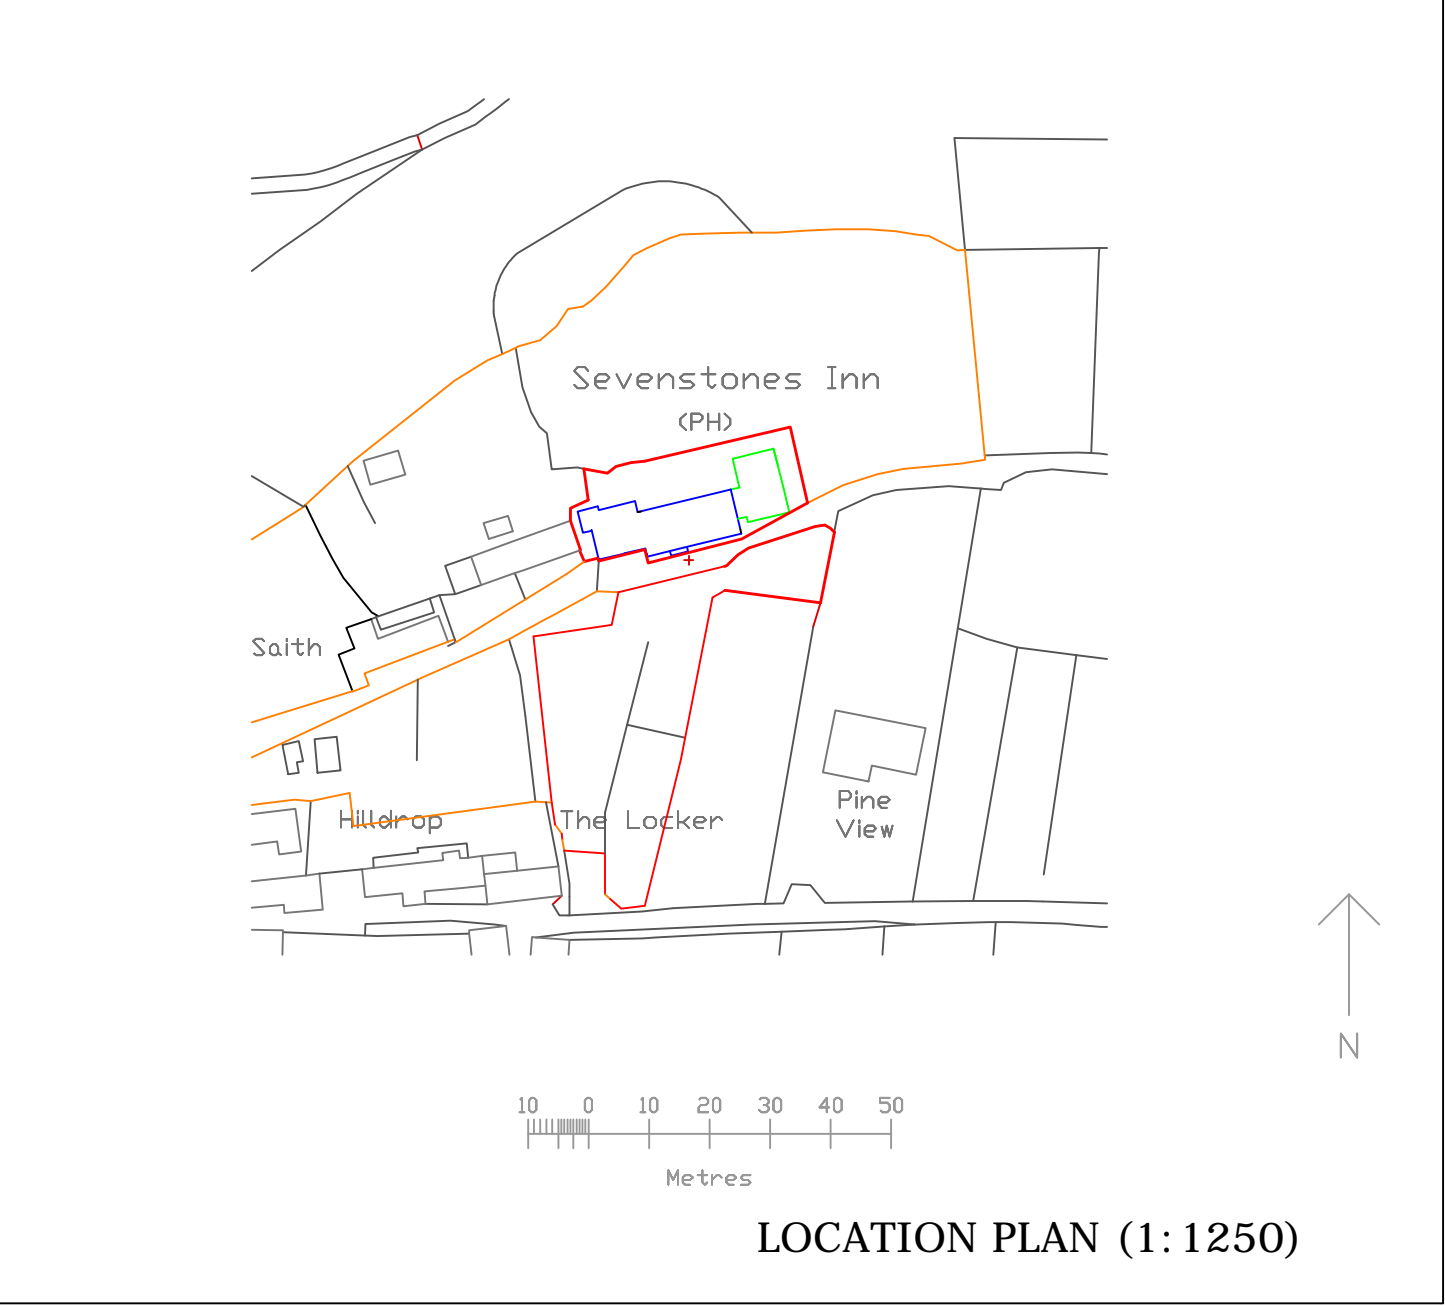 Sevenstones Inn
(PH)
Saith
Hilldrop
The Locker
Pine
View
N
10 0 10 20 30 40 50
Metres
LOCATION PLAN (1:1250)